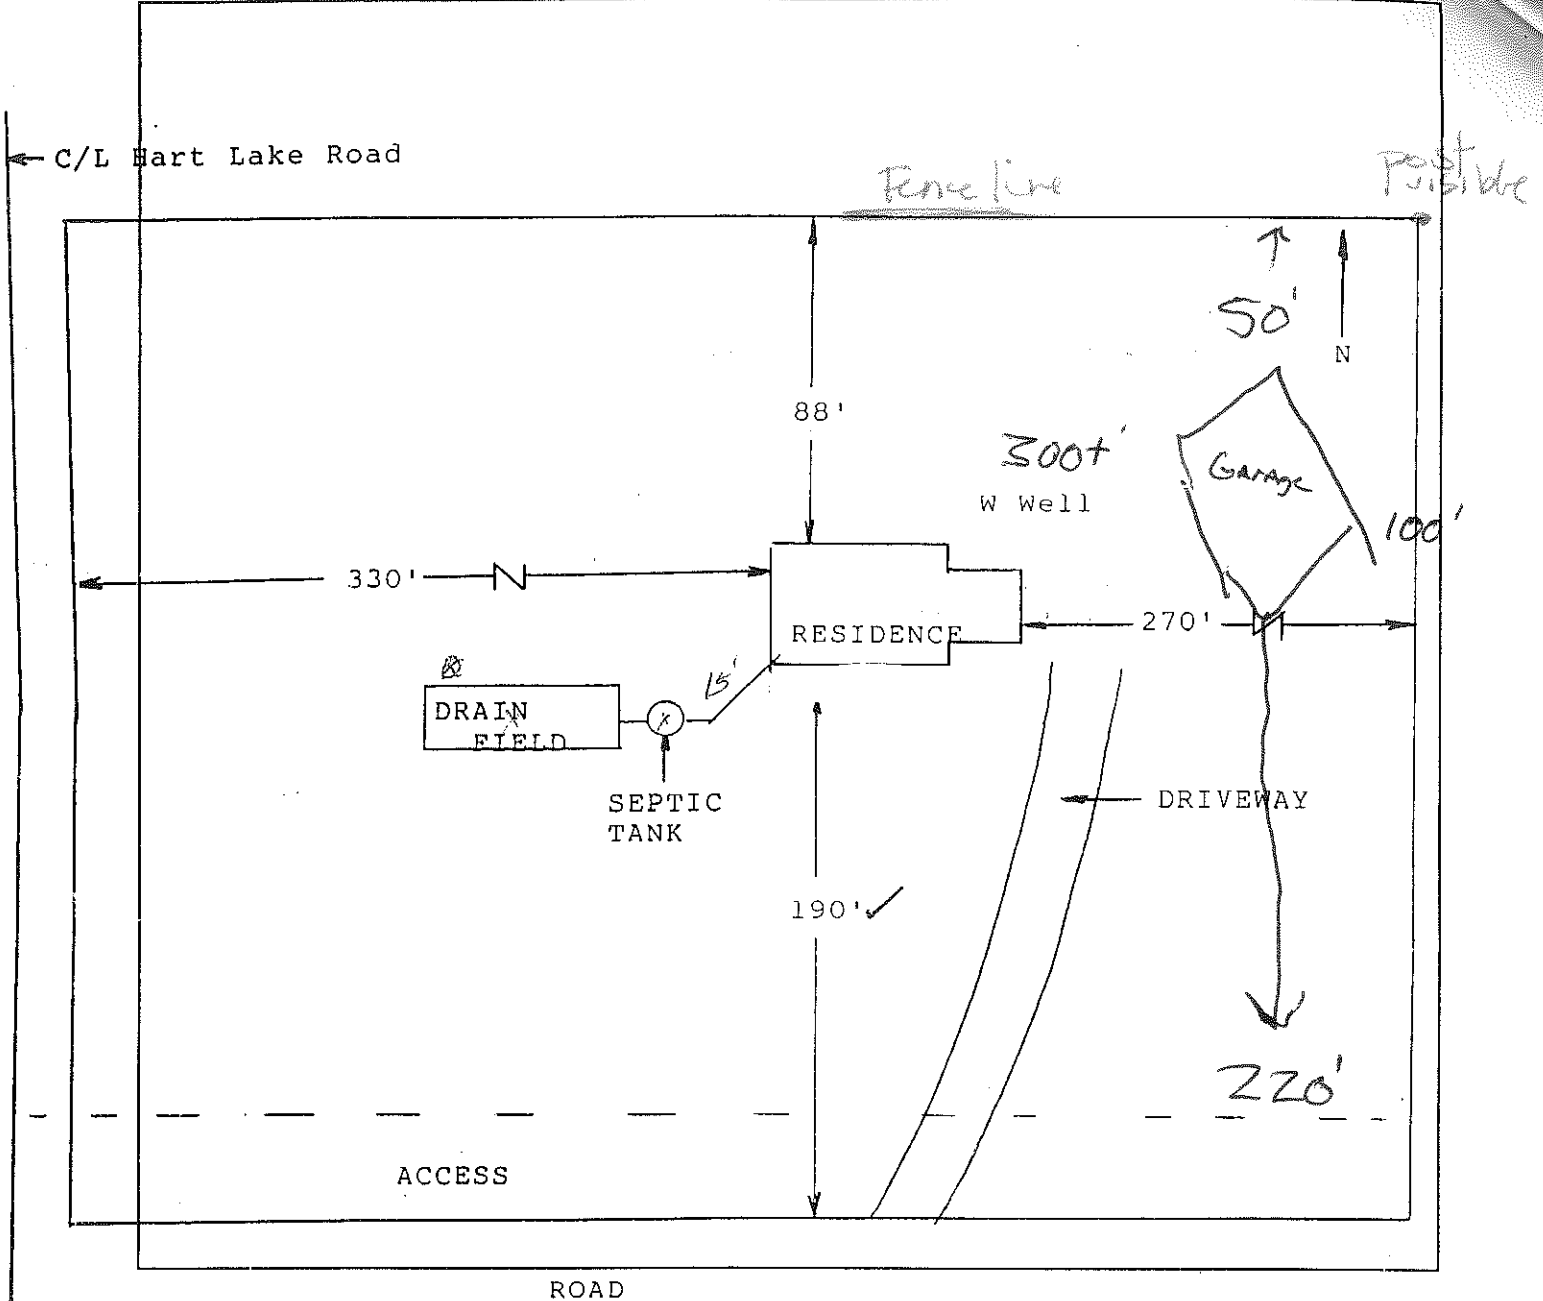 C/L Hart Lake Road
Fence line
post
visible
50'
N
88'
300+'
W Well
Garage
100'
330'
270'
RESIDENCE
15'
DRAIN
FIELD
SEPTIC
TANK
DRIVEWAY
190'
220'
ACCESS
ROAD